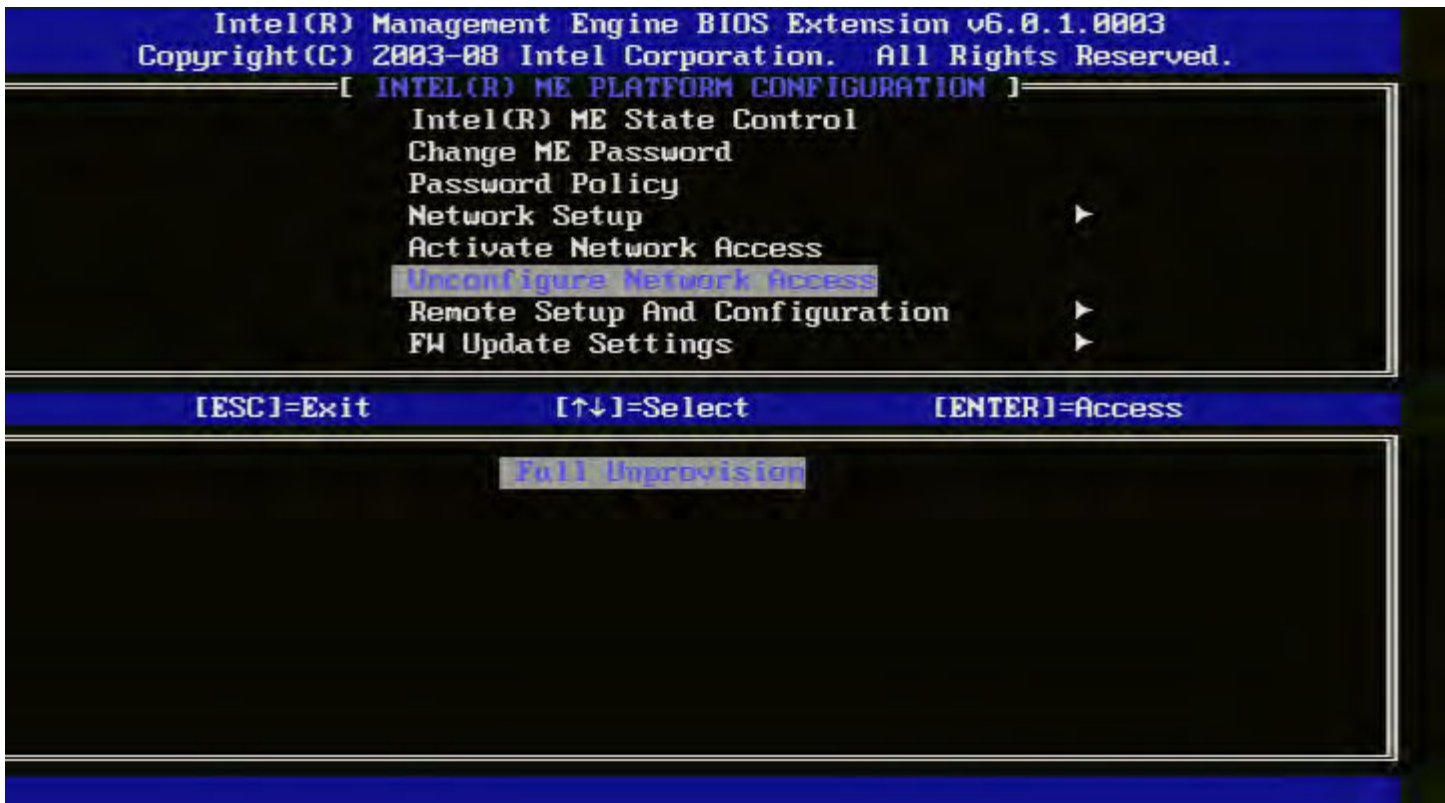 Intel(R) Management Engine BIOS Extension v6.0.1.0003
Copyright(C) 2003-08 Intel Corporation. All Rights Reserved.
[ INTEL(R) ME PLATFORM CONFIGURATION ]
Intel(R) ME State Control
Change ME Password
Password Policy
Network Setup ►
Activate Network Access
Unconfigure Network Access
Remote Setup And Configuration ►
FW Update Settings ►
[ESC]=Exit [↑↓]=Select [ENTER]=Access
Full Unprovision